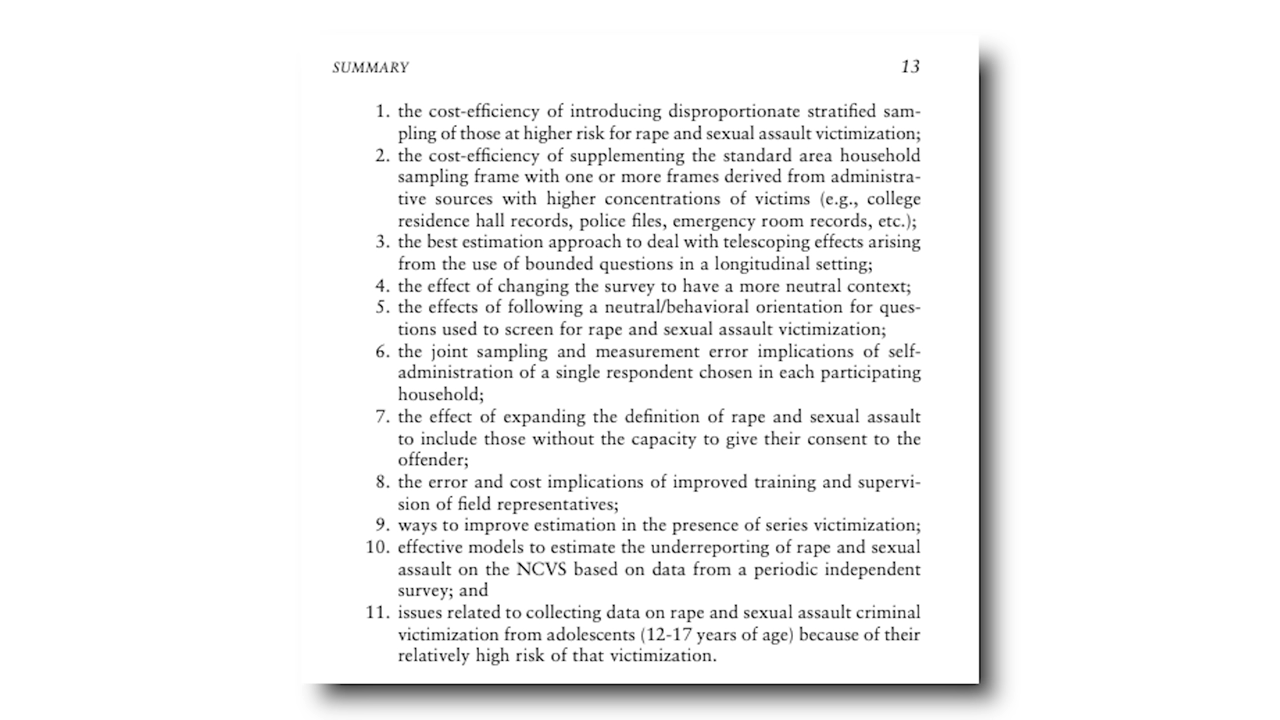 SUMMARY 13
1. the cost-efficiency of introducing disproportionate stratified sam-
pling of those at higher risk for rape and sexual assault victimization;
2. the cost-efficiency of supplementing the standard area household
sampling frame with one or more frames derived from administra-
tive sources with higher concentrations of victims (e.g., college
residence hall records, police files, emergency room records, etc.);
3. the best estimation approach to deal with telescoping effects arising
from the use of bounded questions in a longitudinal setting;
4. the effect of changing the survey to have a more neutral context;
5. the effects of following a neutral/behavioral orientation for ques-
tions used to screen for rape and sexual assault victimization;
6. the joint sampling and measurement error implications of self-
administration of a single respondent chosen in each participating
household;
7. the effect of expanding the definition of rape and sexual assault
to include those without the capacity to give their consent to the
offender;
8. the error and cost implications of improved training and supervi-
sion of field representatives;
9. ways to improve estimation in the presence of series victimization;
10. effective models to estimate the underreporting of rape and sexual
assault on the NCVS based on data from a periodic independent
survey; and
11. issues related to collecting data on rape and sexual assault criminal
victimization from adolescents (12-17 years of age) because of their
relatively high risk of that victimization.